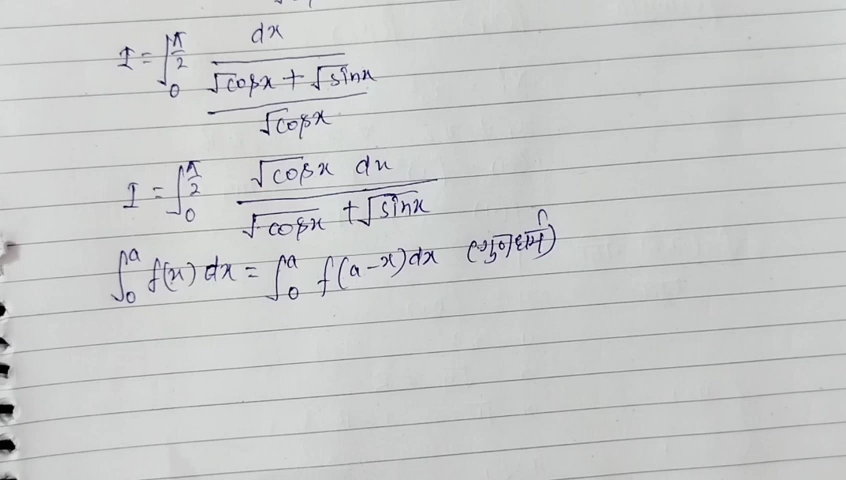 I = ∫₀^(π/2) dx / ((√cosx + √sinx) / √cosx)
I = ∫₀^(π/2) √cosx dx / (√cosx + √sinx)
∫₀^a f(x) dx = ∫₀^a f(a-x) dx (गुणधर्म)